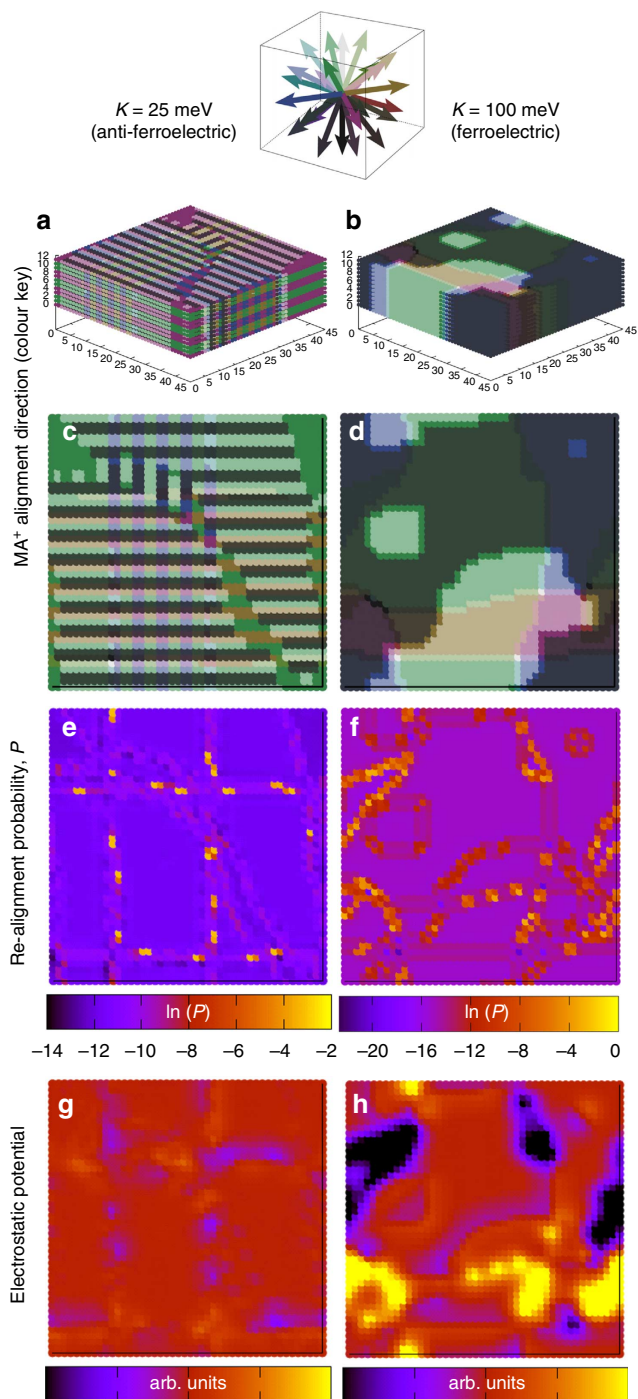 K = 25 meV
(anti-ferroelectric)
K = 100 meV
(ferroelectric)
a
b
12
10
8
6
4
2
0
0
5
10
15
20
25
30
35
40
45
0
5
10
15
20
25
30
35
40
45
12
10
8
6
4
2
0
0
5
10
15
20
25
30
35
40
45
0
5
10
15
20
25
30
35
40
45
MA⁺ alignment direction (colour key)
c
d
Re-alignment probability, P
e
f
ln (P)
−14 −12 −10 −8 −6 −4 −2
ln (P)
−20 −16 −12 −8 −4 0
Electrostatic potential
g
h
arb. units
arb. units